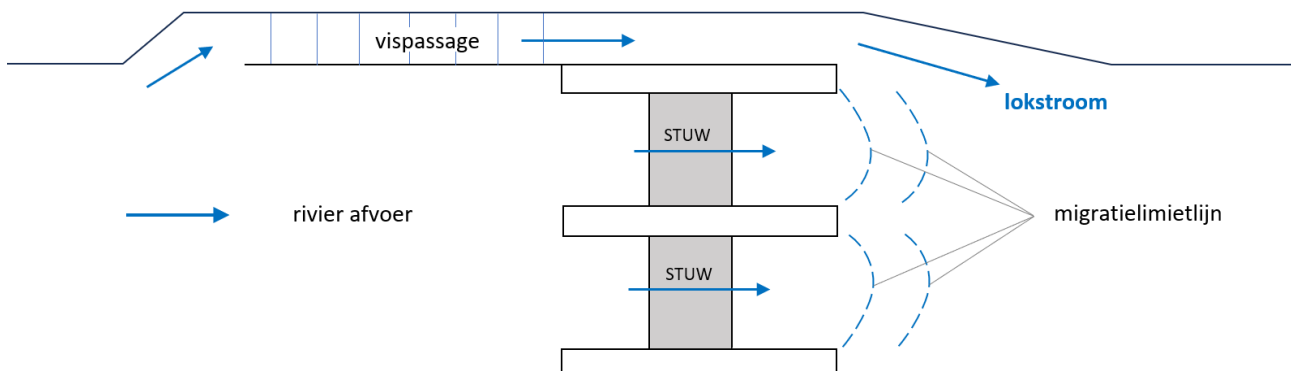 vispassage
lokstroom
STUW
rivier afvoer
migratielimietlijn
STUW